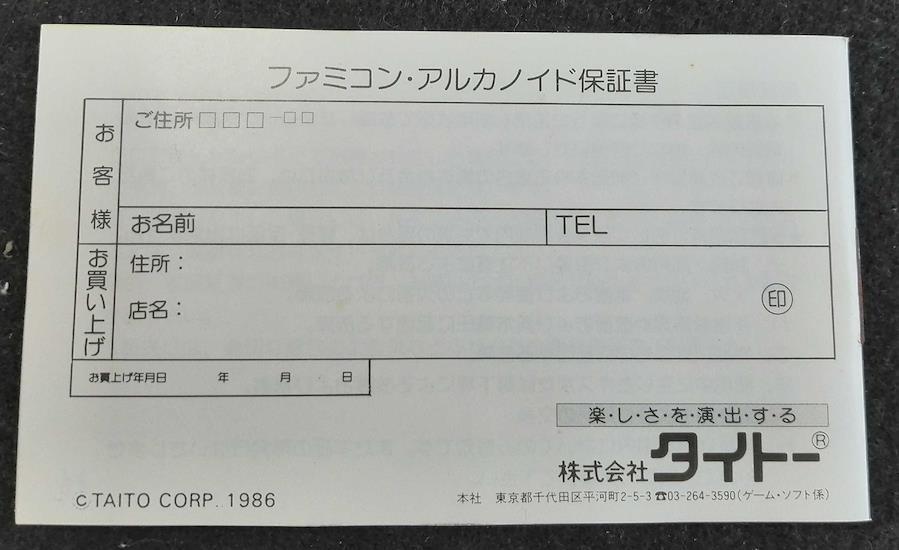 ファミコン・アルカノイド保証書
お客様
ご住所□□□-□□
お名前
TEL
お買い上げ
住所：
店名：
㊞
お買上げ年月日 年 月 日
楽・し・さ・を・演・出・す・る
株式会社 タイトー®
©TAITO CORP. 1986
本社 東京都千代田区平河町2-5-3 ☎03-264-3590(ゲーム・ソフト係)